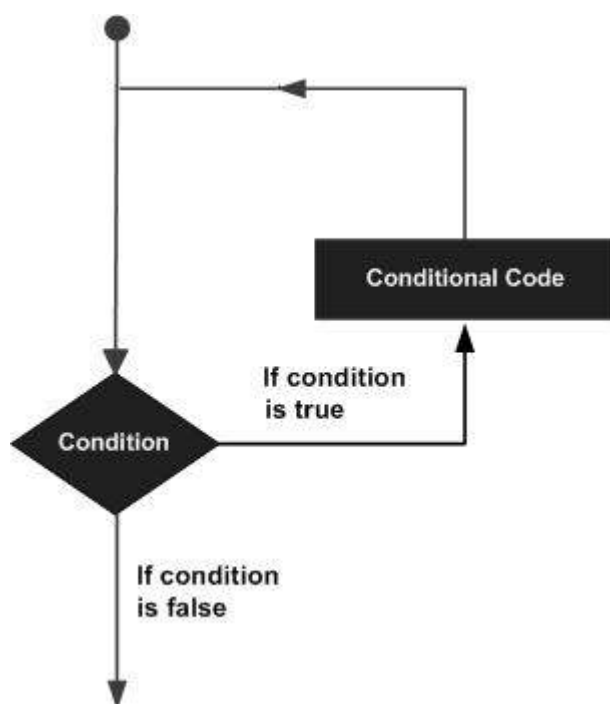 Conditional Code
If condition
is true
Condition
If condition
is false